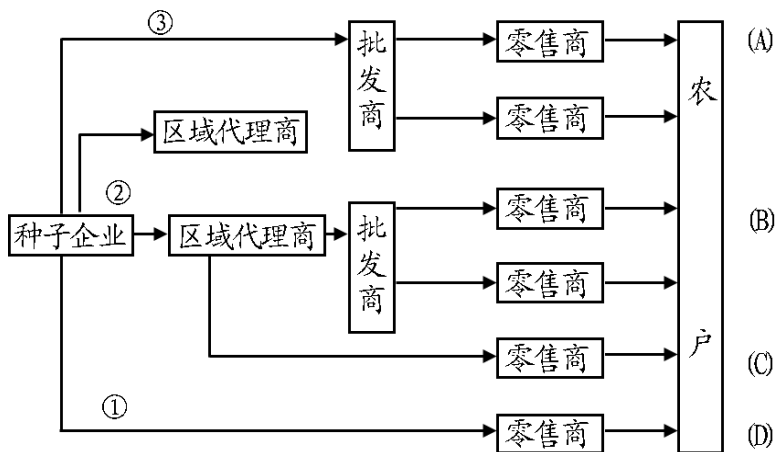 ③
批发商
零售商
(A)
零售商
农户
区域代理商
②
种子企业
区域代理商
批发商
零售商
(B)
零售商
零售商
(C)
①
零售商
(D)